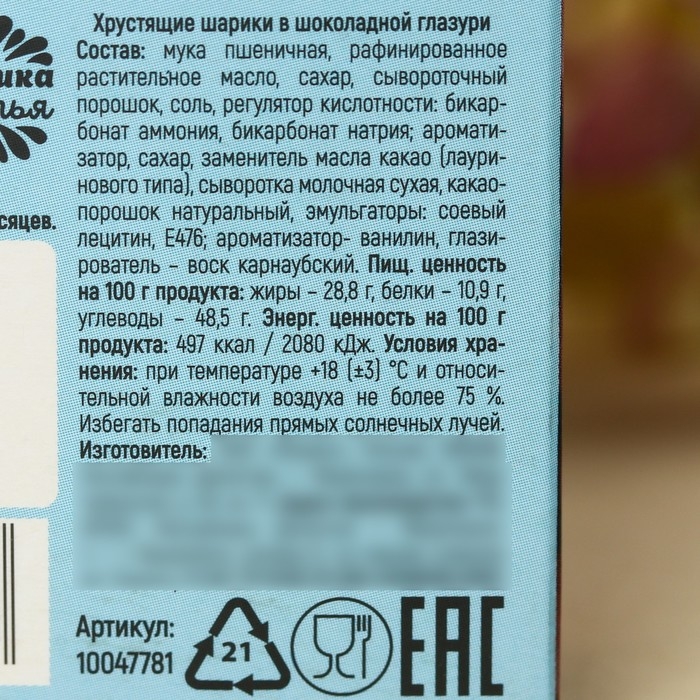 Хрустящие шарики в шоколадной глазури
Состав: мука пшеничная, рафинированное
растительное масло, сахар, сывороточный
порошок, соль, регулятор кислотности: бикар-
бонат аммония, бикарбонат натрия; аромати-
затор, сахар, заменитель масла какао (лаури-
нового типа), сыворотка молочная сухая, какао-
порошок натуральный, эмульгаторы: соевый
лецитин, Е476; ароматизатор- ванилин, глази-
рователь – воск карнаубский. Пищ. ценность
на 100 г продукта: жиры – 28,8 г, белки – 10,9 г,
углеводы – 48,5 г. Энерг. ценность на 100 г
продукта: 497 ккал / 2080 кДж. Условия хра-
нения: при температуре +18 (±3) °С и относи-
тельной влажности воздуха не более 75 %.
Избегать попадания прямых солнечных лучей.
Изготовитель:
сяцев.
Артикул:
10047781
21
ЕАС